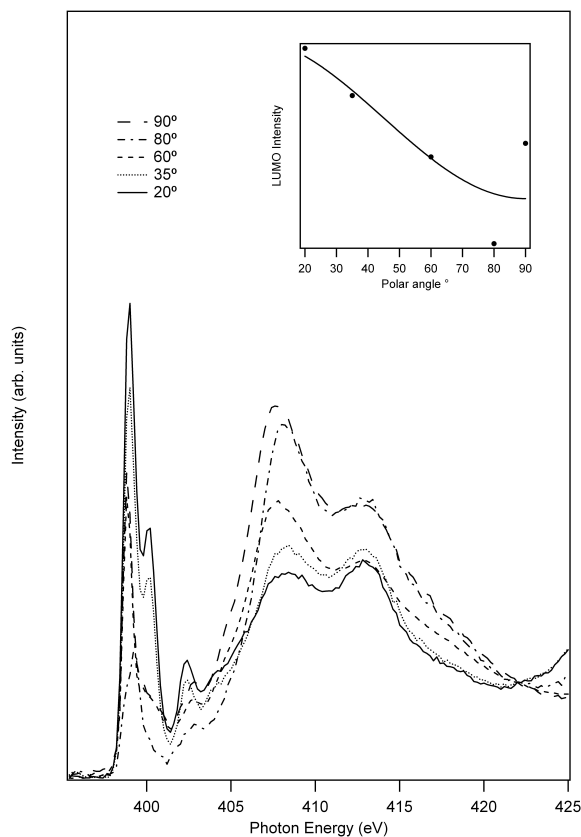 90º
80º
60º
35º
20º
LUMO Intensity
20 30 40 50 60 70 80 90
Polar angle °
Intensity (arb. units)
400 405 410 415 420 425
Photon Energy (eV)